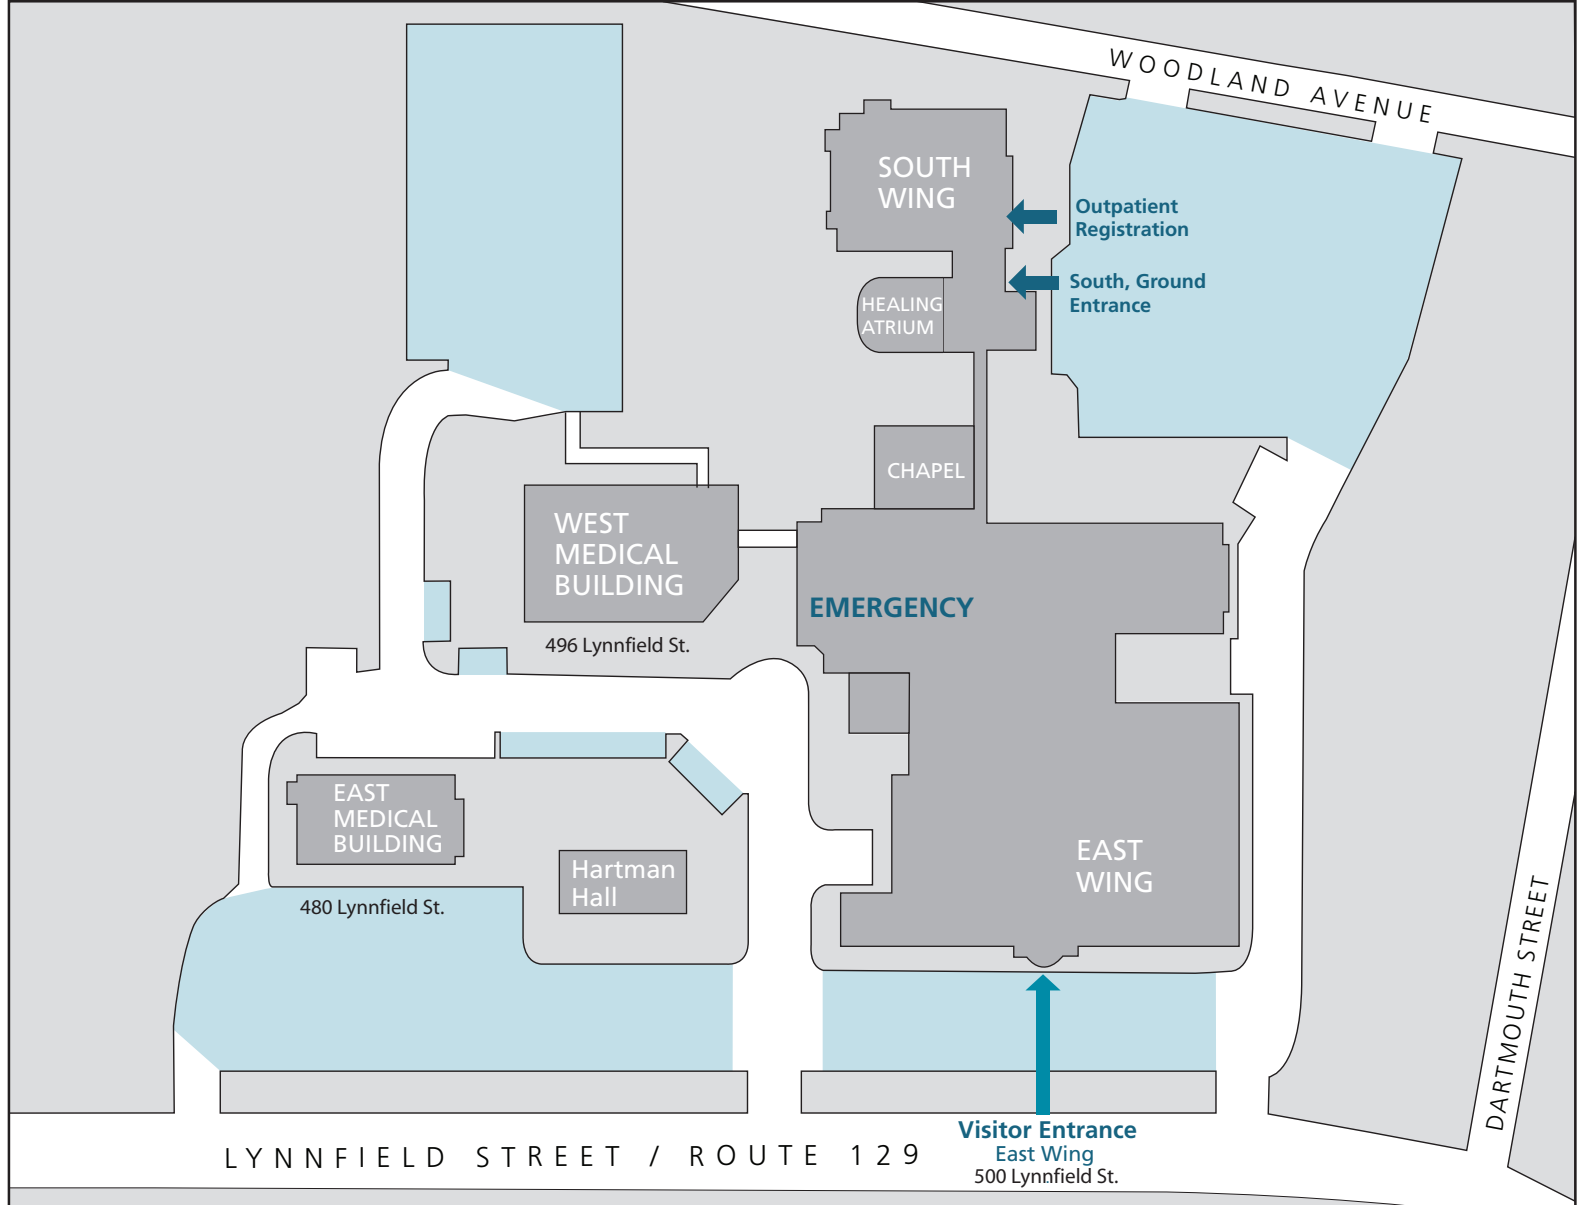 WOODLAND AVENUE
SOUTH
WING
Outpatient
Registration
South, Ground
Entrance
HEALING
ATRIUM
CHAPEL
WEST
MEDICAL
BUILDING
496 Lynnfield St.
EMERGENCY
EAST
MEDICAL
BUILDING
480 Lynnfield St.
Hartman
Hall
EAST
WING
DARTMOUTH STREET
Visitor Entrance
East Wing
500 Lynnfield St.
LYNNFIELD STREET / ROUTE 129